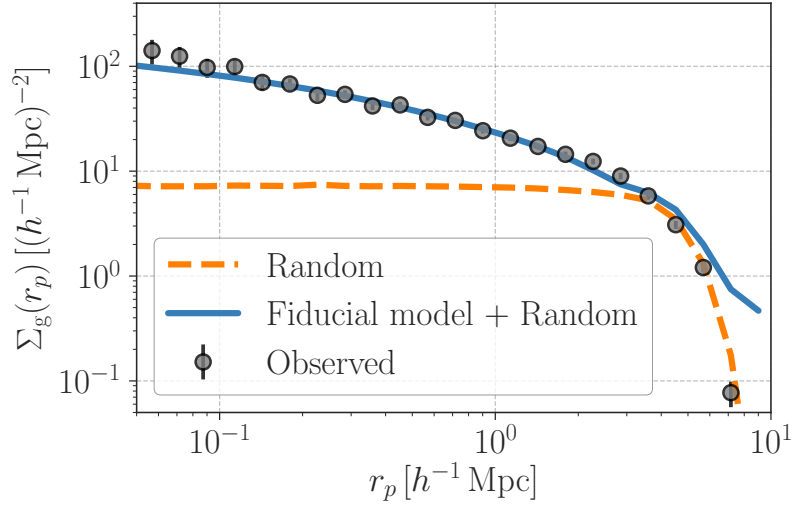 Σg(rp) [(h⁻¹ Mpc)⁻²]
10²
10¹
10⁰
10⁻¹
Random
Fiducial model + Random
Observed
10⁻¹ 10⁰ 10¹
rp [h⁻¹ Mpc]